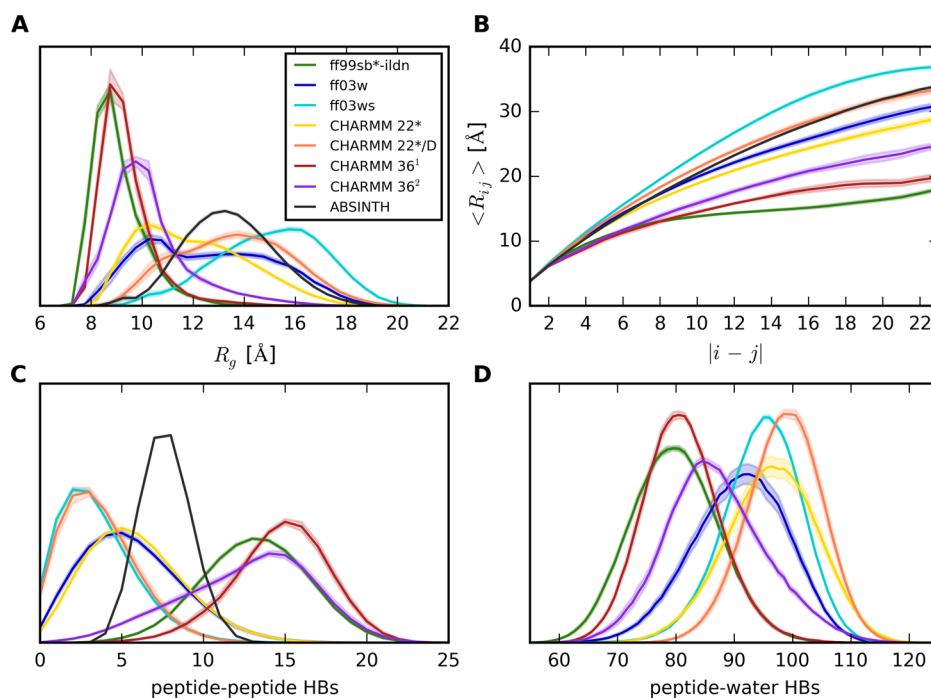 A
ff99sb*-ildn
ff03w
ff03ws
CHARMM 22*
CHARMM 22*/D
CHARMM 36¹
CHARMM 36²
ABSINTH
6 8 10 12 14 16 18 20 22
R_g [Å]
B
40
30
20
10
0
<R_{ij}> [Å]
2 4 6 8 10 12 14 16 18 20 22
|i − j|
C
0 5 10 15 20 25
peptide-peptide HBs
D
60 70 80 90 100 110 120
peptide-water HBs